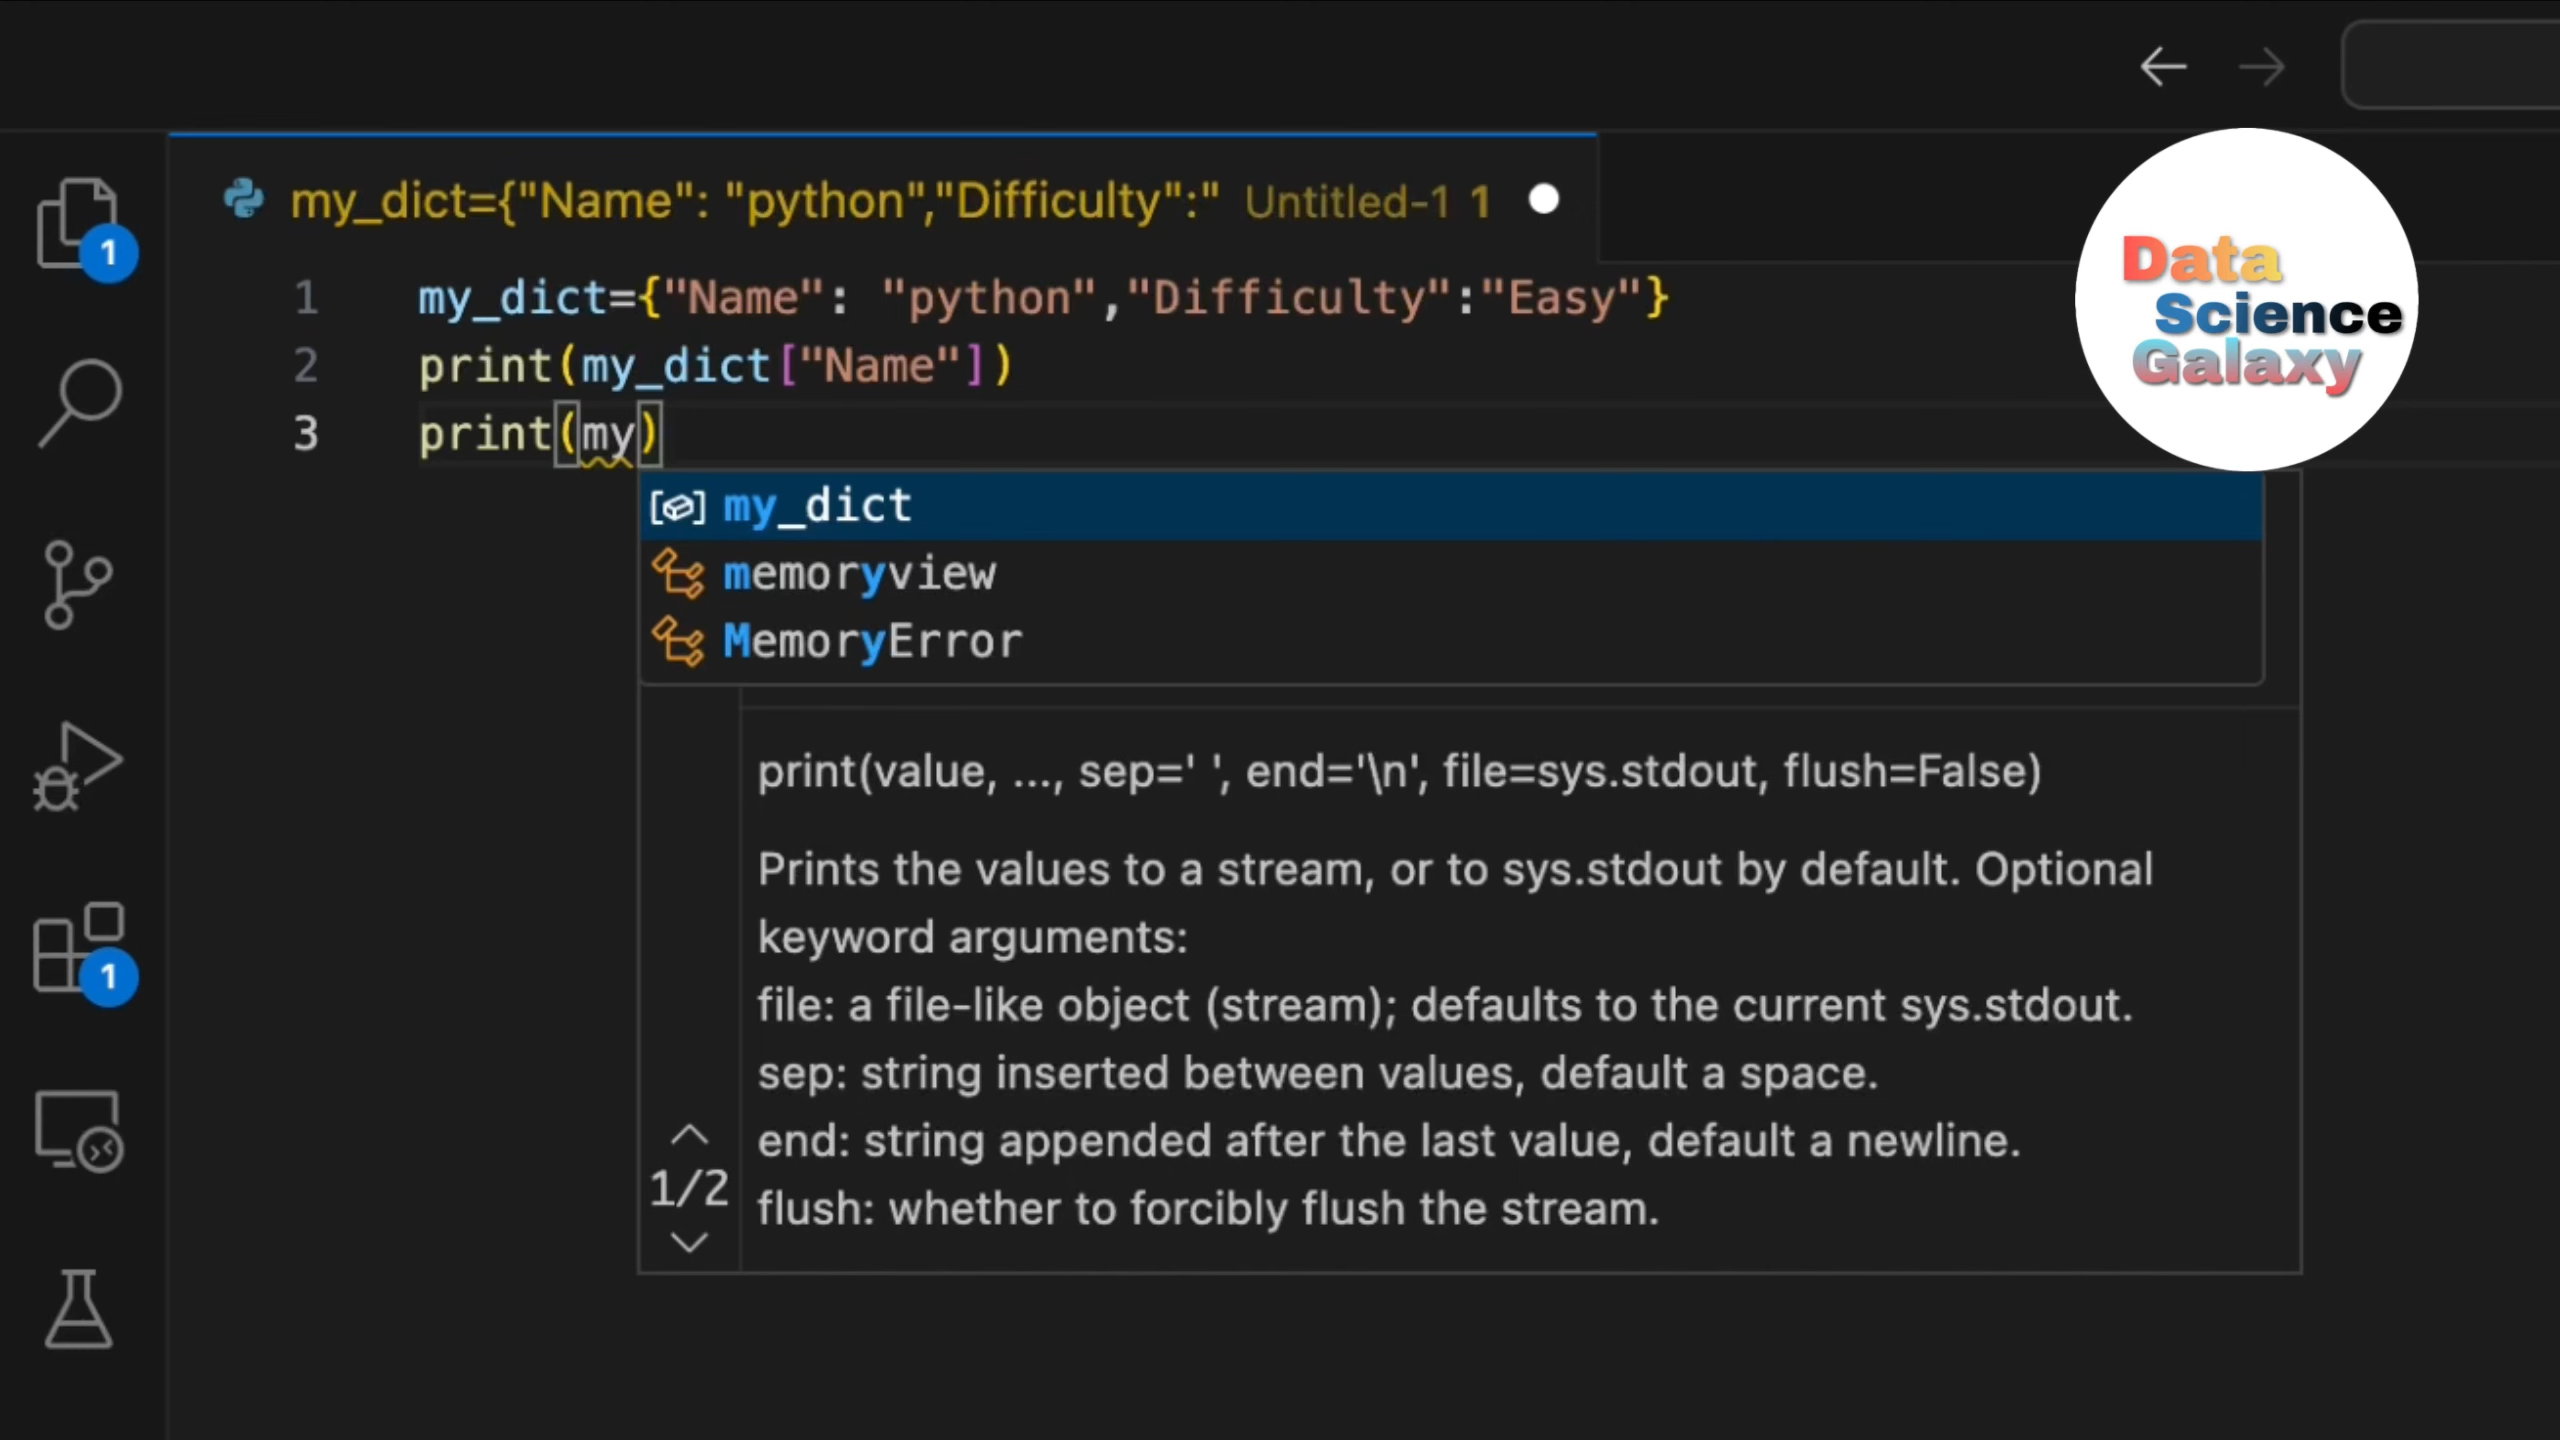 my_dict={"Name": "python","Difficulty":" Untitled-1 1
1
1 my_dict={"Name": "python","Difficulty":"Easy"}
2 print(my_dict["Name"])
3 print(my)
Data
Science
Galaxy
my_dict
memoryview
MemoryError
print(value, ..., sep=' ', end='\n', file=sys.stdout, flush=False)
Prints the values to a stream, or to sys.stdout by default. Optional
keyword arguments:
file: a file-like object (stream); defaults to the current sys.stdout.
sep: string inserted between values, default a space.
end: string appended after the last value, default a newline.
flush: whether to forcibly flush the stream.
1/2
1